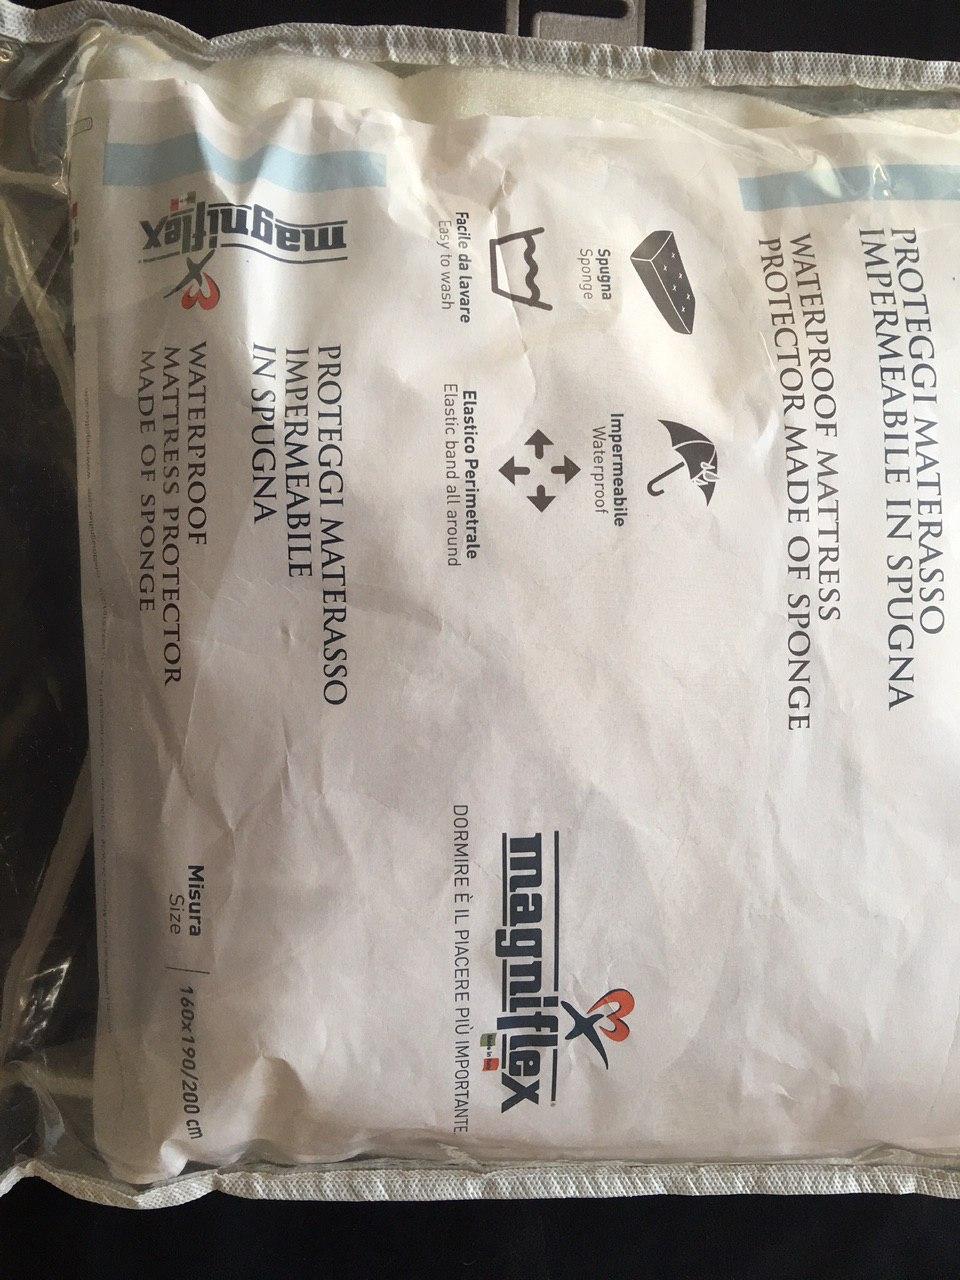 PROTEGGI MATERASSO
IMPERMEABILE IN SPUGNA
WATERPROOF MATTRESS
PROTECTOR MADE OF SPONGE
Spugna
Sponge
Impermeabile
Waterproof
Facile da lavare
Easy to wash
Elastico Perimetrale
Elastic band all around
magniflex
DORMIRE È IL PIACERE PIÙ IMPORTANTE
magniflex
PROTEGGI MATERASSO
IMPERMEABILE
IN SPUGNA
WATERPROOF
MATTRESS PROTECTOR
MADE OF SPONGE
Misura
Size
160x190/200 cm